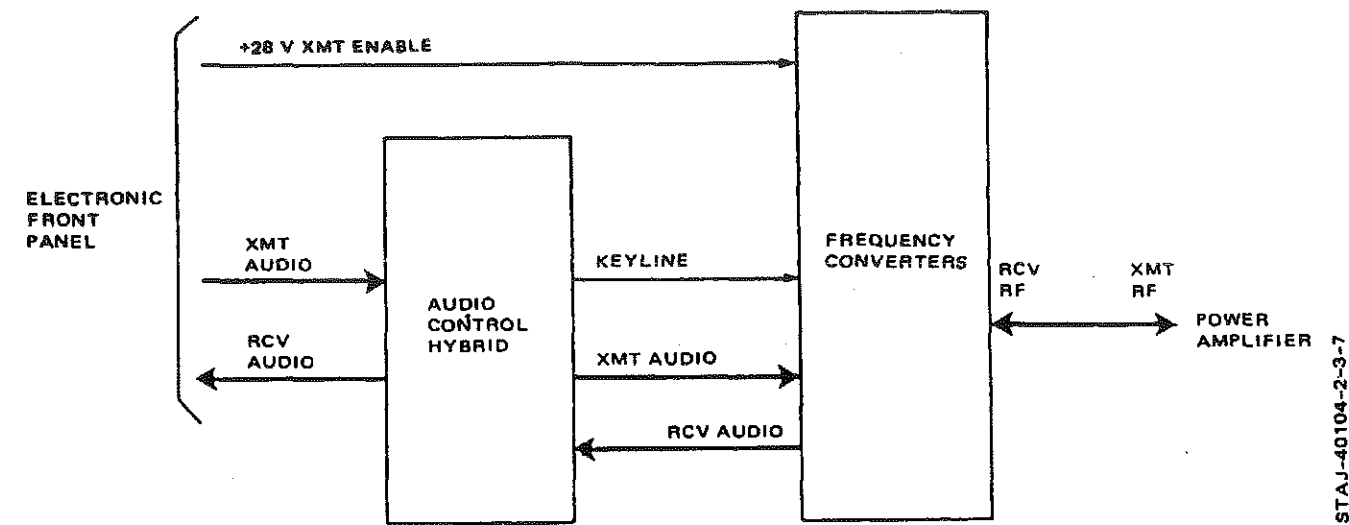 +28 V XMT ENABLE
ELECTRONIC
FRONT
PANEL
XMT
AUDIO
RCV
AUDIO
AUDIO
CONTROL
HYBRID
KEYLINE
XMT AUDIO
RCV AUDIO
FREQUENCY
CONVERTERS
RCV
RF
XMT
RF
POWER
AMPLIFIER
STAJ-40104-2-3-7